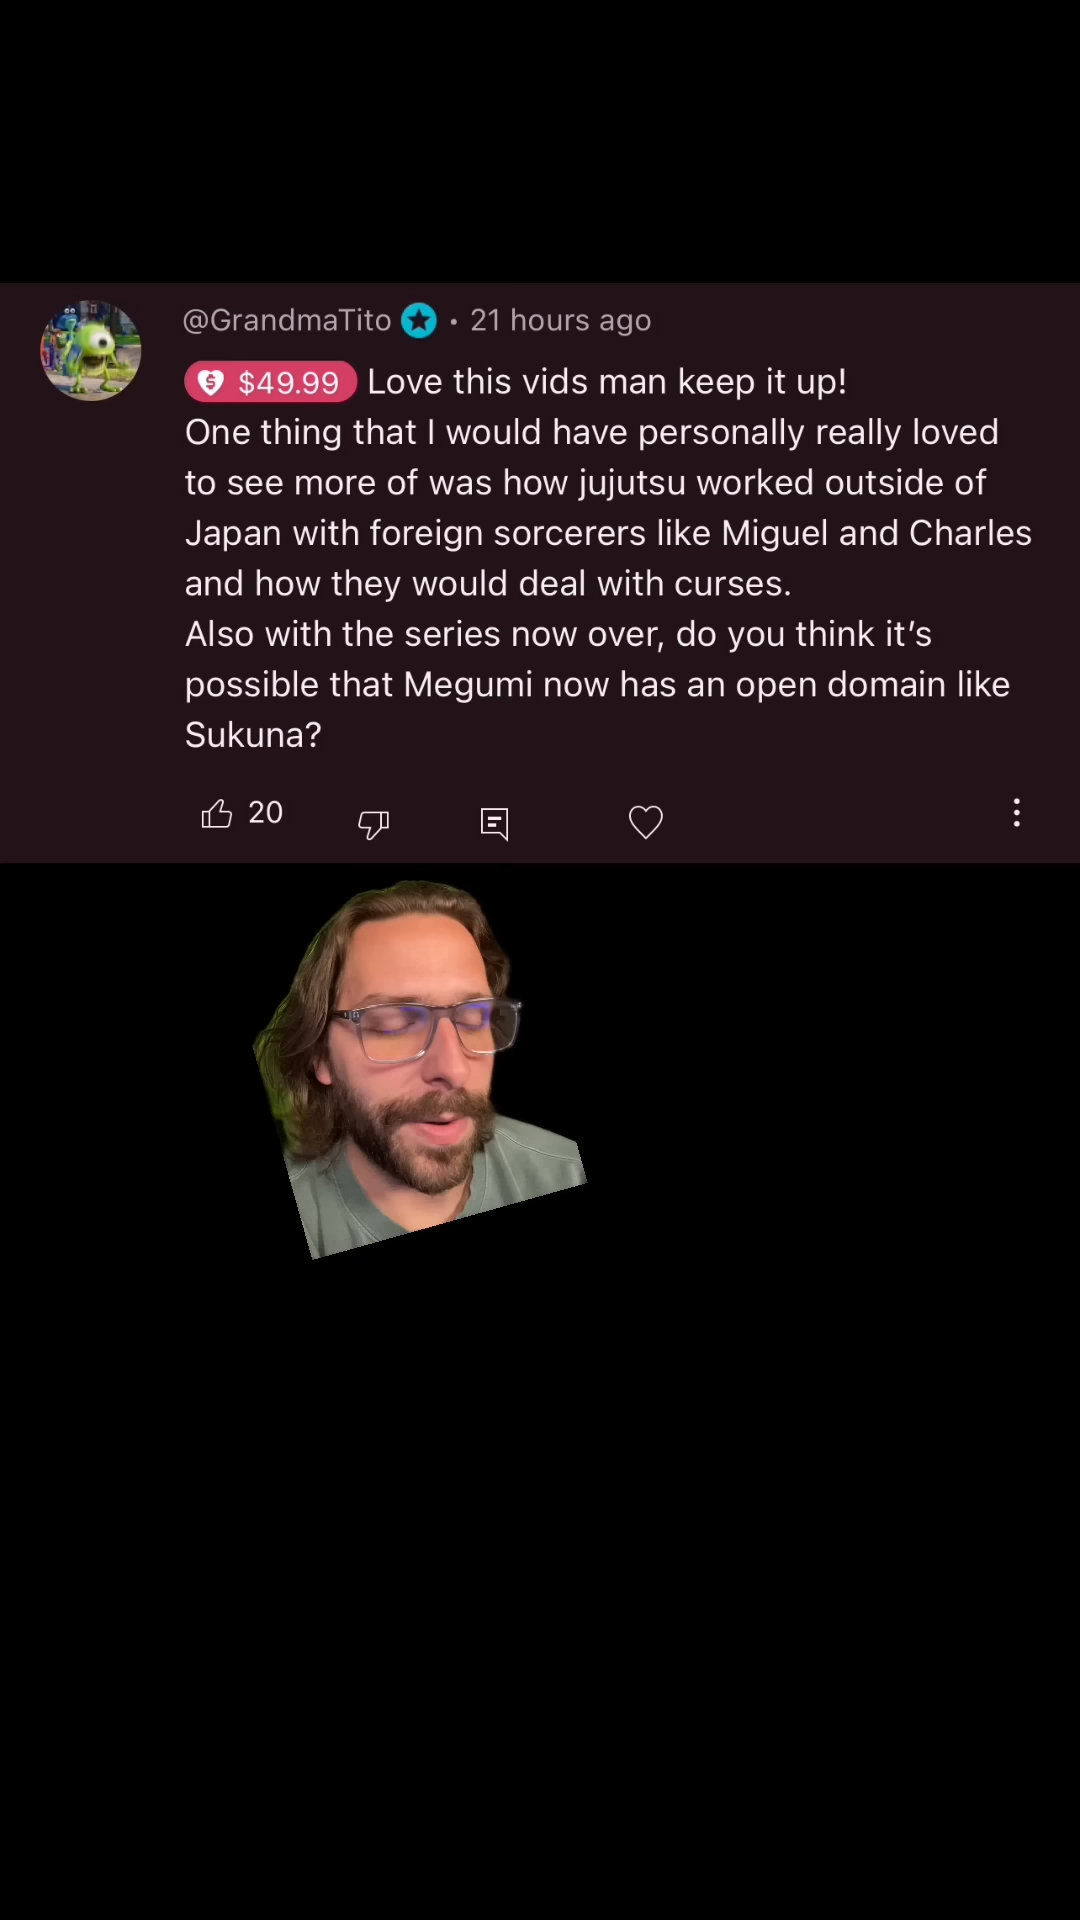 @GrandmaTito • 21 hours ago
$49.99 Love this vids man keep it up!
One thing that I would have personally really loved
to see more of was how jujutsu worked outside of
Japan with foreign sorcerers like Miguel and Charles
and how they would deal with curses.
Also with the series now over, do you think it’s
possible that Megumi now has an open domain like
Sukuna?
20